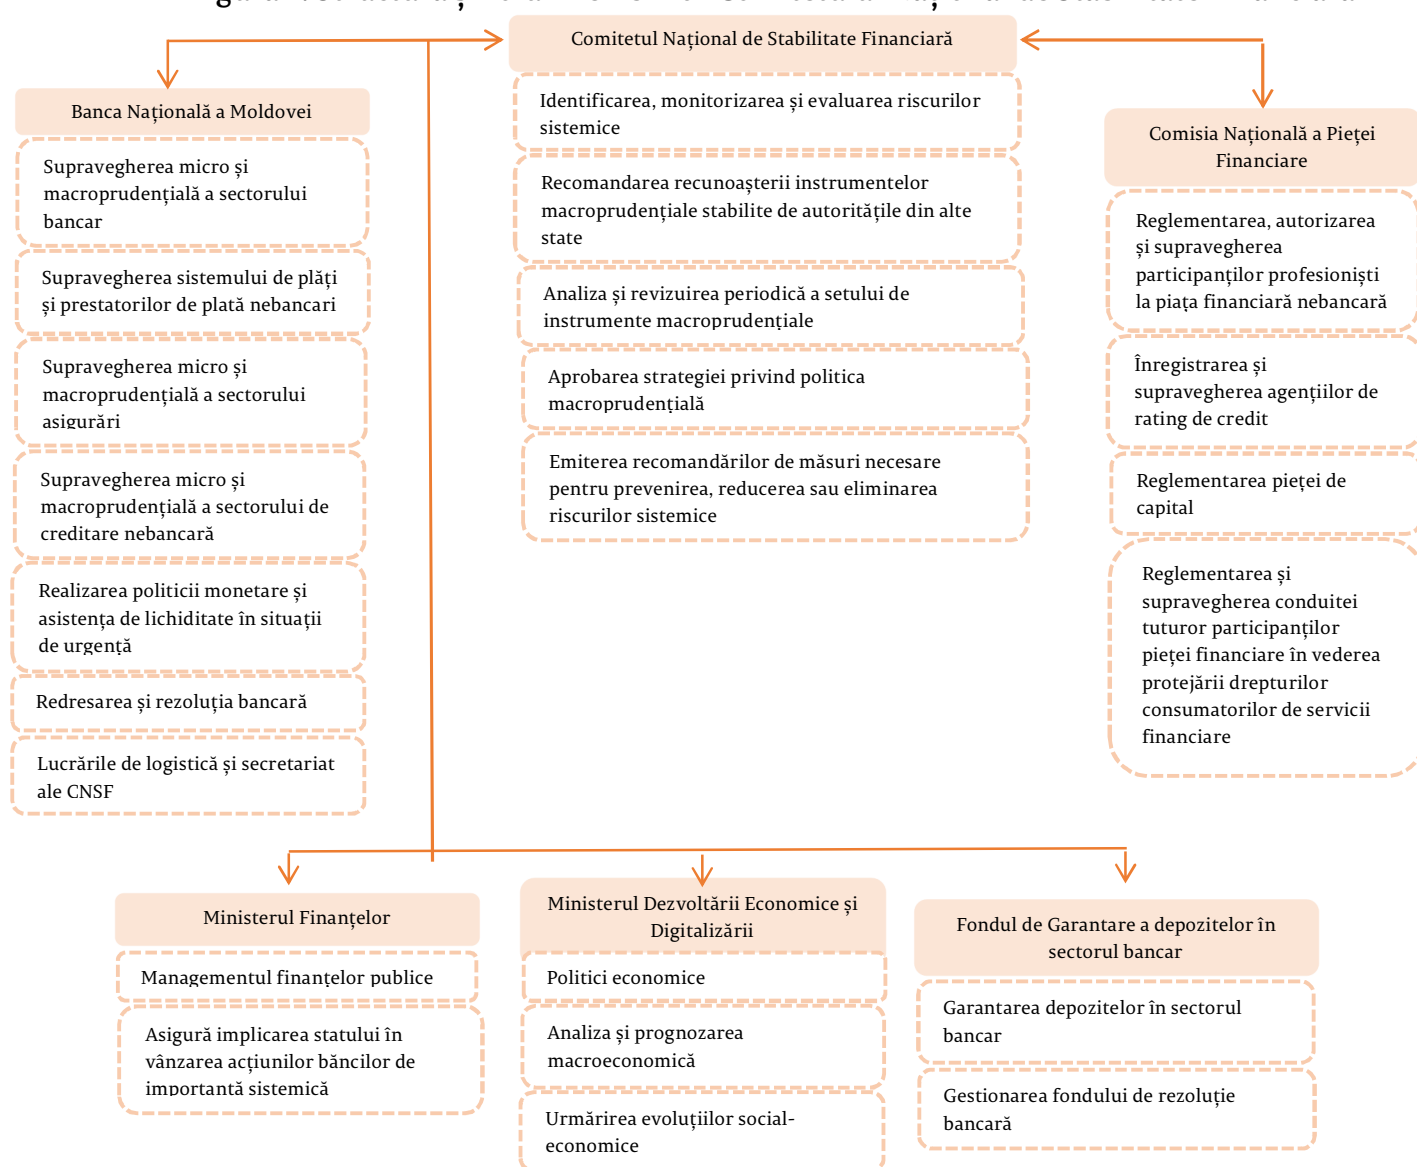 Comitetul Național de Stabilitate Financiară
Identificarea, monitorizarea și evaluarea riscurilor
sistemice
Recomandarea recunoașterii instrumentelor
macroprudențiale stabilite de autoritățile din alte
state
Analiza și revizuirea periodică a setului de
instrumente macroprudențiale
Aprobarea strategiei privind politica
macroprudențială
Emiterea recomandărilor de măsuri necesare
pentru prevenirea, reducerea sau eliminarea
riscurilor sistemice
Banca Națională a Moldovei
Supravegherea micro și
macroprudențială a sectorului
bancar
Supravegherea sistemului de plăți
și prestatorilor de plată nebancari
Supravegherea micro și
macroprudențială a sectorului
asigurări
Supravegherea micro și
macroprudențială a sectorului de
creditare nebancară
Realizarea politicii monetare și
asistența de lichiditate în situații
de urgență
Redresarea și rezoluția bancară
Lucrările de logistică și secretariat
ale CNSF
Comisia Națională a Pieței
Financiare
Reglementarea, autorizarea
și supravegherea
participanților profesioniști
la piața financiară nebancară
Înregistrarea și
supravegherea agențiilor de
rating de credit
Reglementarea pieței de
capital
Reglementarea și
supravegherea conduitei
tuturor participanților
pieței financiare în vederea
protejării drepturilor
consumatorilor de servicii
financiare
Ministerul Finanțelor
Managementul finanțelor publice
Asigură implicarea statului în
vânzarea acțiunilor băncilor de
importantă sistemică
Ministerul Dezvoltării Economice și
Digitalizării
Politici economice
Analiza și prognozarea
macroeconomică
Urmărirea evoluțiilor social-
economice
Fondul de Garantare a depozitelor în
sectorul bancar
Garantarea depozitelor în sectorul
bancar
Gestionarea fondului de rezoluție
bancară